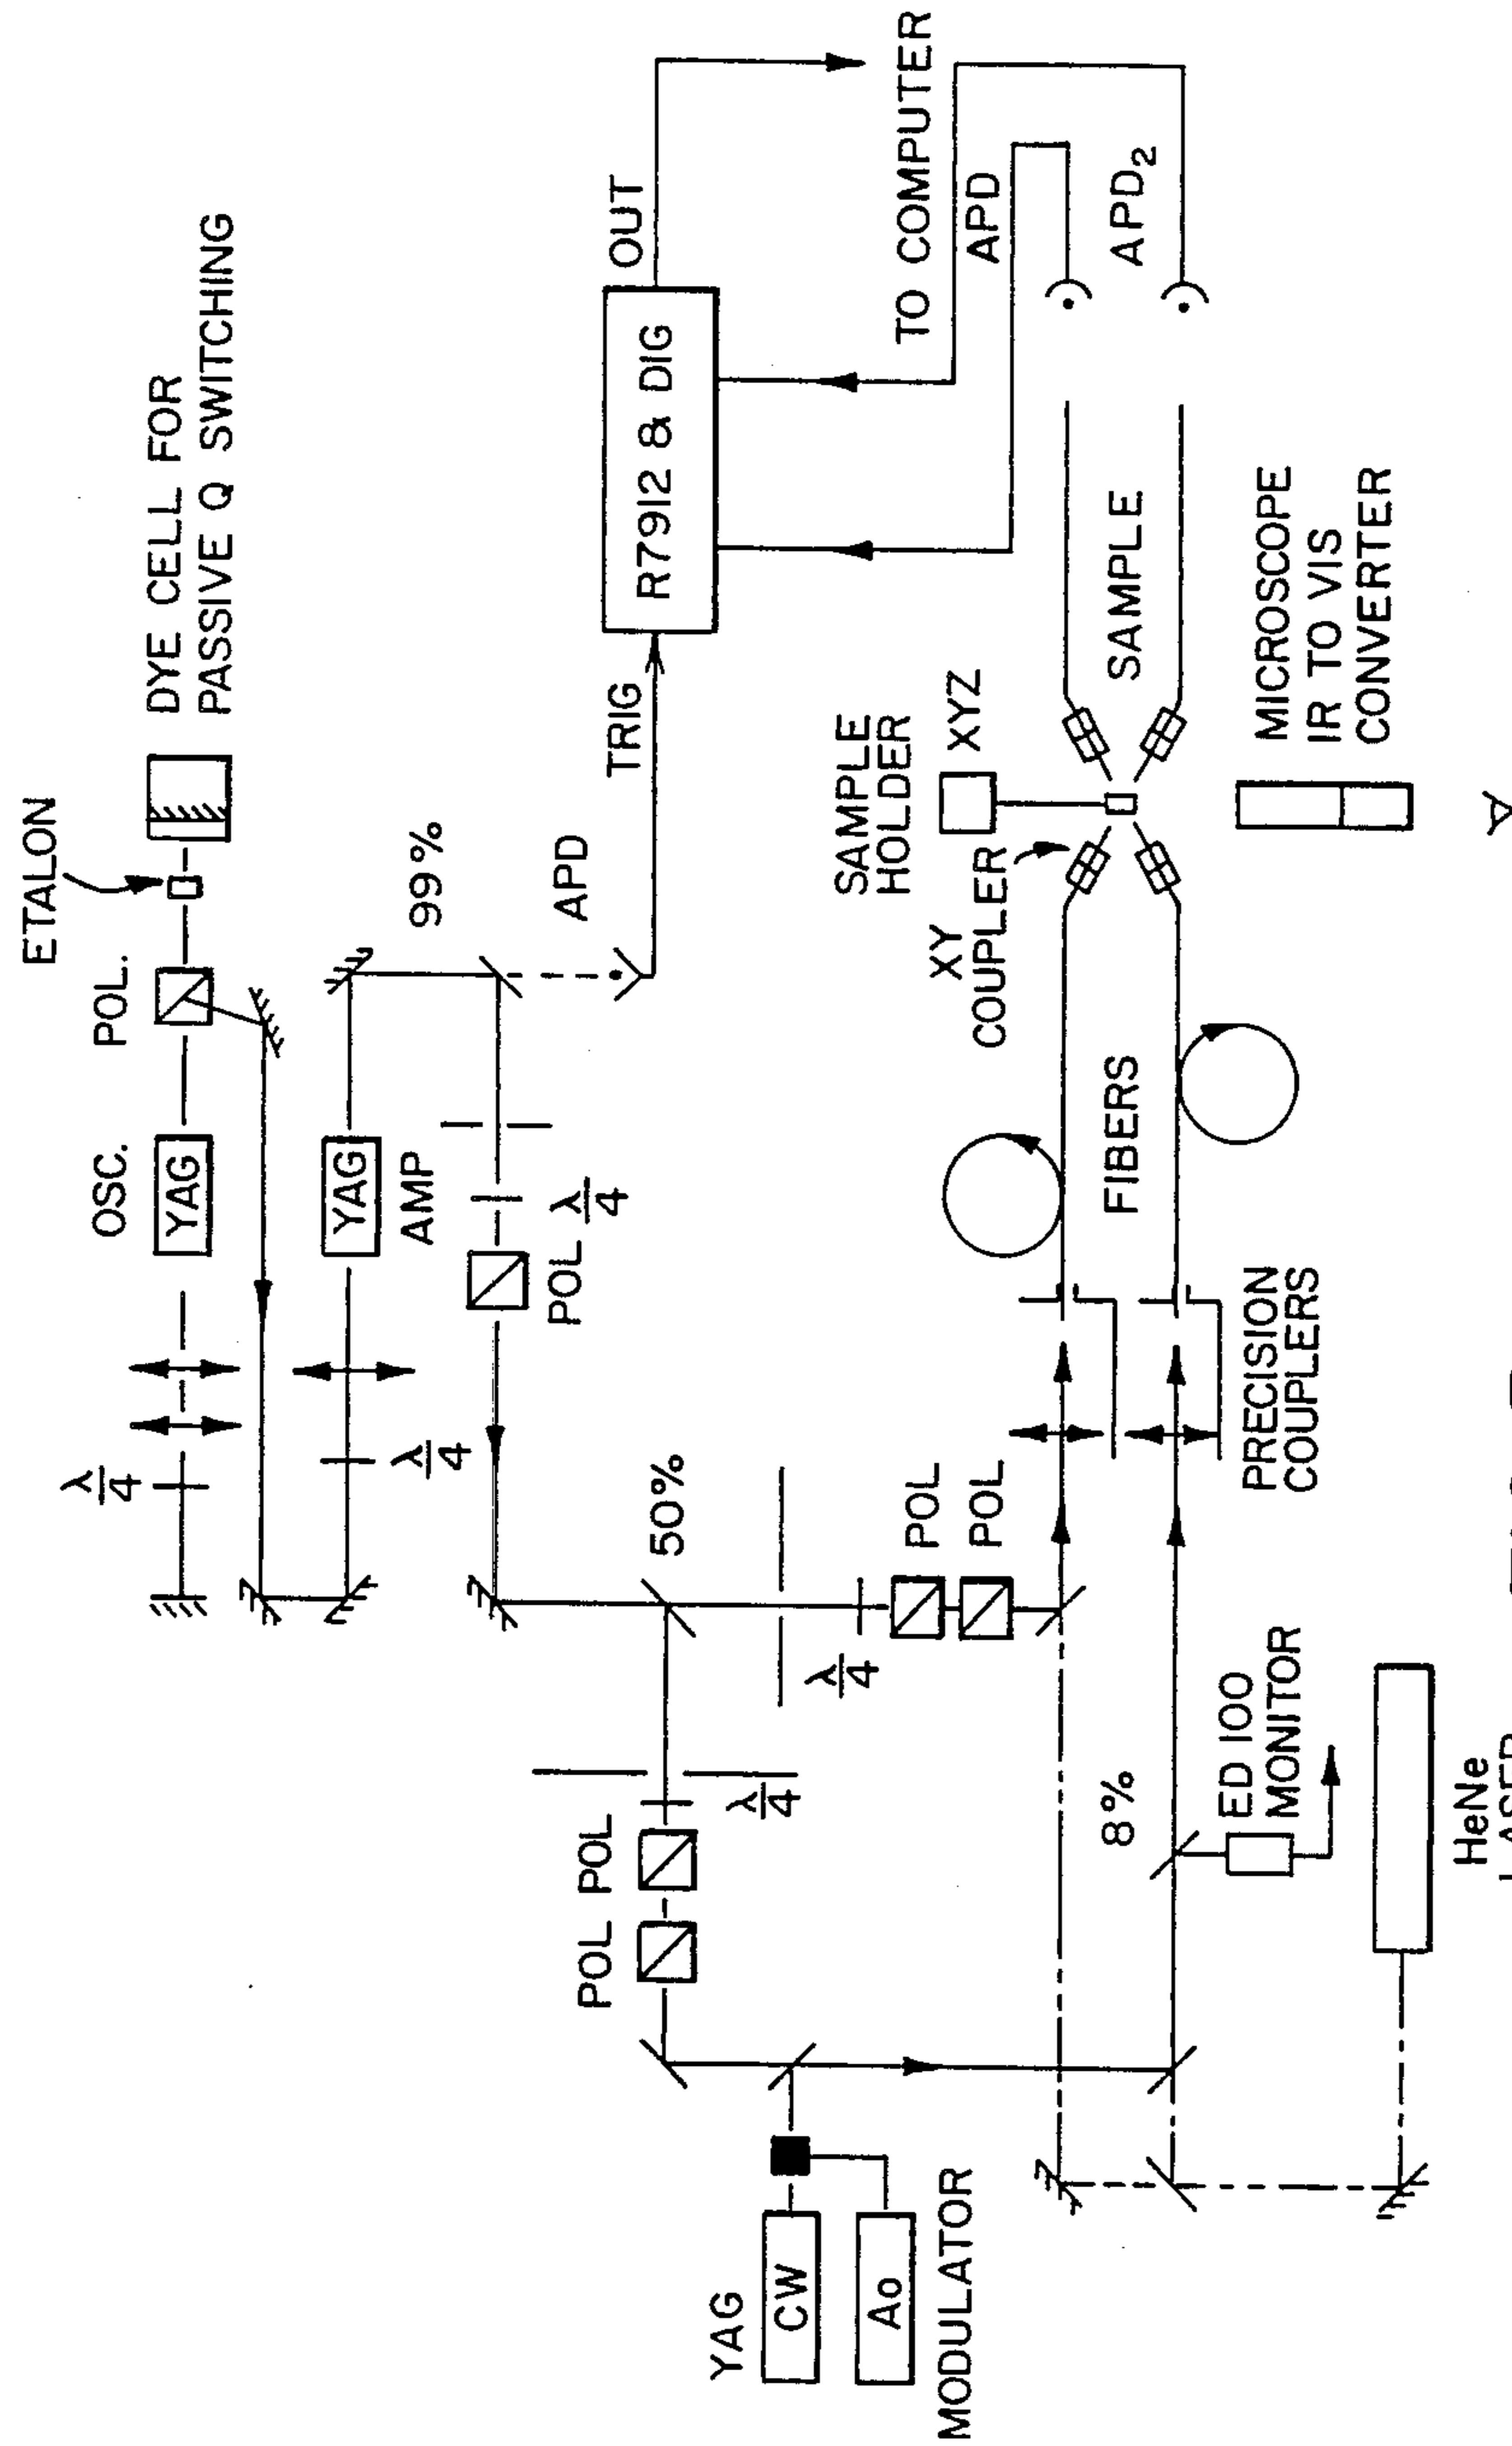 ETALON
DYE CELL FOR
PASSIVE Q SWITCHING
POL.
OSC.
YAG
λ/4
YAG
AMP
λ/4
99%
APD
TRIG
R7912 & DIG
OUT
TO COMPUTER
POL
λ/4
50%
λ/4
POL
POL
POL
POL
λ/4
YAG
CW
Ao
MODULATOR
SAMPLE
HOLDER
XYZ
XY
COUPLER
APD
APD₂
SAMPLE
FIBERS
PRECISION
COUPLERS
MICROSCOPE
IR TO VIS
CONVERTER
8%
ED 100
MONITOR
HeNe
LASER